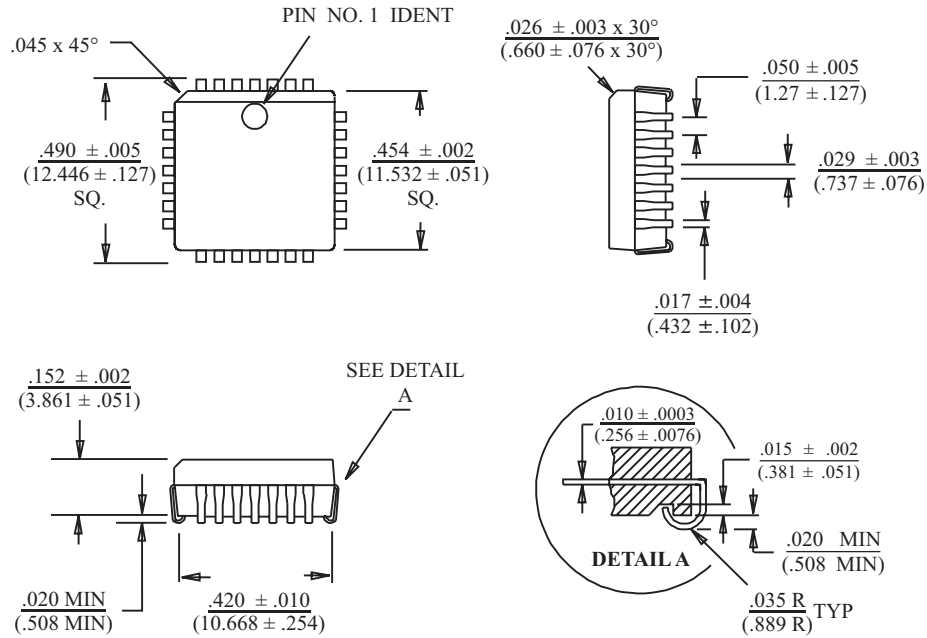 PIN NO. 1 IDENT
.045 x 45°
.490 ± .005
(12.446 ± .127)
SQ.
.454 ± .002
(11.532 ± .051)
SQ.
.026 ± .003 x 30°
(.660 ± .076 x 30°)
.050 ± .005
(1.27 ± .127)
.029 ± .003
(.737 ± .076)
.017 ± .004
(.432 ± .102)
.152 ± .002
(3.861 ± .051)
SEE DETAIL
A
.020 MIN
(.508 MIN)
.420 ± .010
(10.668 ± .254)
.010 ± .0003
(.256 ± .0076)
.015 ± .002
(.381 ± .051)
.020 MIN
(.508 MIN)
DETAIL A
.035 R
(.889 R)
TYP